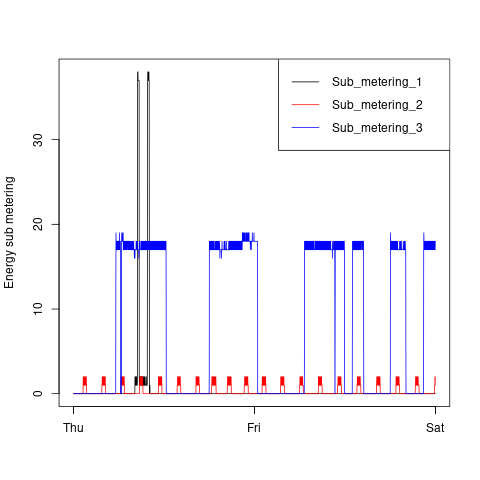 Sub_metering_1
Sub_metering_2
Sub_metering_3
Energy sub metering
30
20
10
0
Thu
Fri
Sat